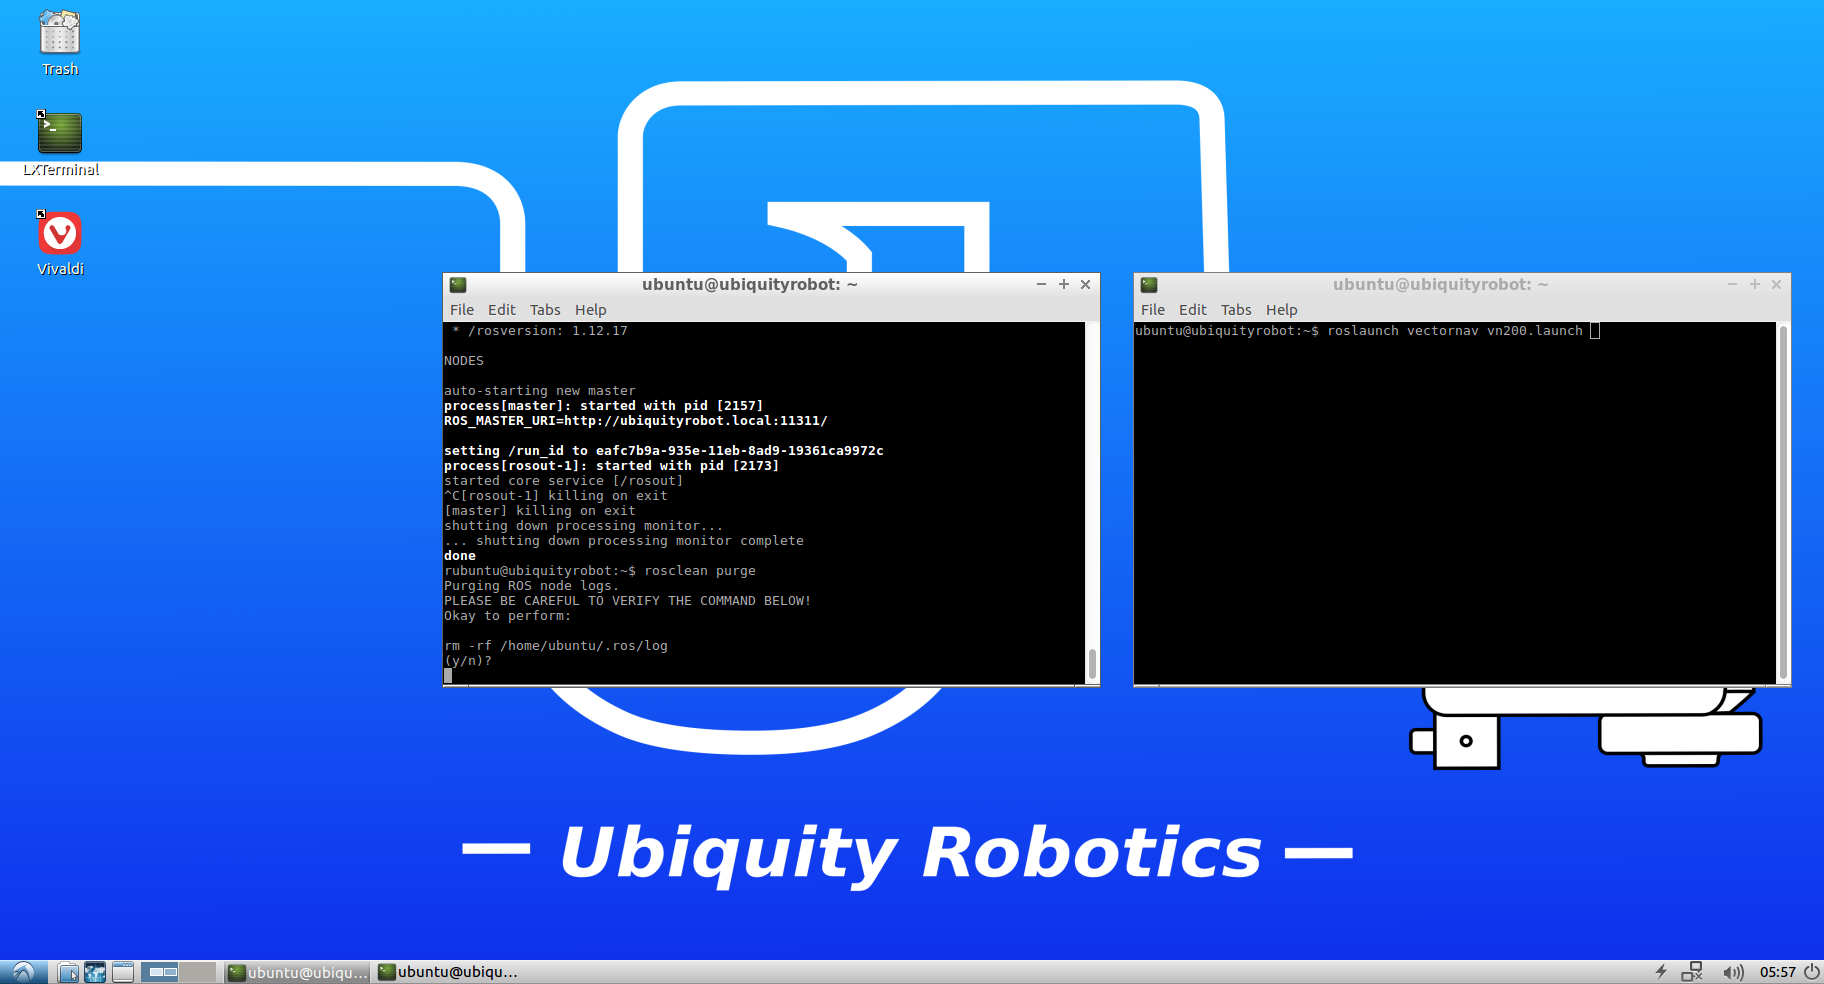 Trash
LXTerminal
Vivaldi
ubuntu@ubiquityrobot: ~
File Edit Tabs Help
* /rosversion: 1.12.17
NODES
auto-starting new master
process[master]: started with pid [2157]
ROS_MASTER_URI=http://ubiquityrobot.local:11311/
setting /run_id to eafc7b9a-935e-11eb-8ad9-19361ca9972c
process[rosout-1]: started with pid [2173]
started core service [/rosout]
^C[rosout-1] killing on exit
[master] killing on exit
shutting down processing monitor...
... shutting down processing monitor complete
done
rubuntu@ubiquityrobot:~$ rosclean purge
Purging ROS node logs.
PLEASE BE CAREFUL TO VERIFY THE COMMAND BELOW!
Okay to perform:
rm -rf /home/ubuntu/.ros/log
(y/n)?
ubuntu@ubiquityrobot: ~
File Edit Tabs Help
ubuntu@ubiquityrobot:~$ roslaunch vectornav vn200.launch
Ubiquity Robotics
ubuntu@ubiqu...
ubuntu@ubiqu...
05:57